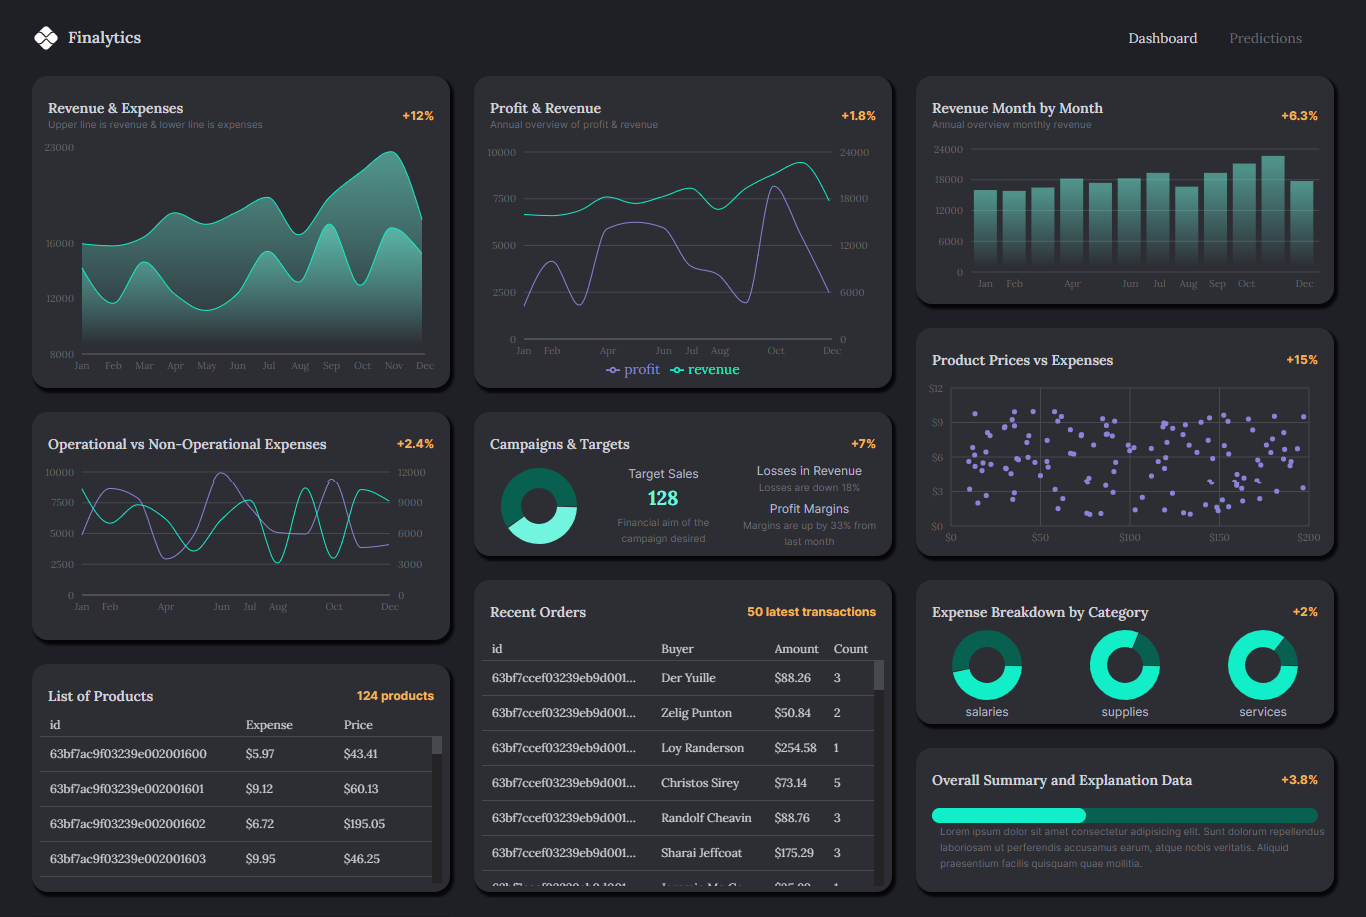 Finalytics
Dashboard
Predictions
Revenue & Expenses
Upper line is revenue & lower line is expenses
+12%
23000
16000
12000
8000
Jan Feb Mar Apr May Jun Jul Aug Sep Oct Nov Dec
Operational vs Non-Operational Expenses
+2.4%
10000 12000
7500 9000
5000 6000
2500 3000
0 0
Jan Feb Apr Jun Jul Aug Oct Dec
List of Products
124 products
id Expense Price
63bf7ac9f03239e002001600 $5.97 $43.41
63bf7ac9f03239e002001601 $9.12 $60.13
63bf7ac9f03239e002001602 $6.72 $195.05
63bf7ac9f03239e002001603 $9.95 $46.25
Profit & Revenue
Annual overview of profit & revenue
+1.8%
10000 24000
7500 18000
5000 12000
2500 6000
0 0
Jan Feb Apr Jun Jul Aug Oct Dec
profit revenue
Campaigns & Targets
+7%
Target Sales
128
Financial aim of the
campaign desired
Losses in Revenue
Losses are down 18%
Profit Margins
Margins are up by 33% from
last month
Recent Orders
50 latest transactions
id Buyer Amount Count
63bf7ccef03239eb9d001... Der Yuille $88.26 3
63bf7ccef03239eb9d001... Zelig Punton $50.84 2
63bf7ccef03239eb9d001... Loy Randerson $254.58 1
63bf7ccef03239eb9d001... Christos Sirey $73.14 5
63bf7ccef03239eb9d001... Randolf Cheavin $88.76 3
63bf7ccef03239eb9d001... Sharai Jeffcoat $175.29 3
Revenue Month by Month
Annual overview monthly revenue
+6.3%
24000
18000
12000
6000
0
Jan Feb Apr Jun Jul Aug Sep Oct Dec
Product Prices vs Expenses
+15%
$12
$9
$6
$3
$0
$0 $50 $100 $150 $200
Expense Breakdown by Category
+2%
salaries supplies services
Overall Summary and Explanation Data
+3.8%
Lorem ipsum dolor sit amet consectetur adipisicing elit. Sunt dolorum repellendus
laboriosam ut perferendis accusamus earum, atque nobis veritatis. Aliquid
praesentium facilis quisquam quae mollitia.